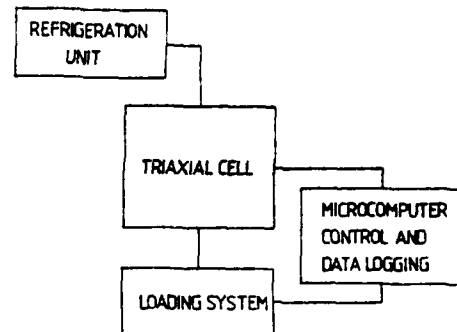 REFRIGERATION
UNIT
TRIAXIAL CELL
MICROCOMPUTER
CONTROL AND
DATA LOGGING
LOADING SYSTEM